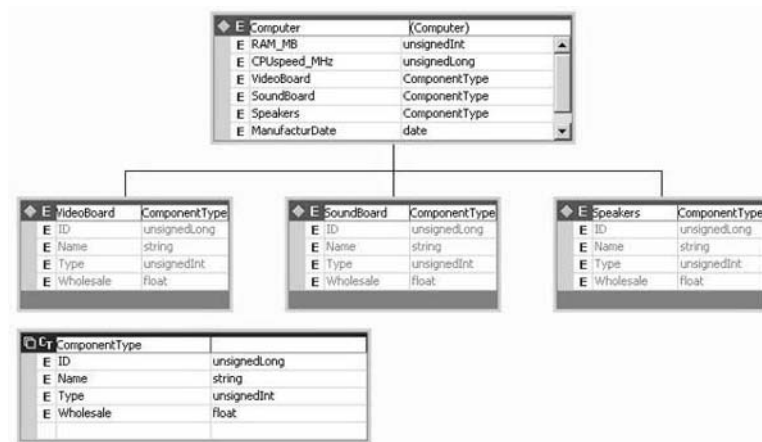 E Computer (Computer)
E RAM_MB unsignedInt
E CPUspeed_MHz unsignedLong
E VideoBoard ComponentType
E SoundBoard ComponentType
E Speakers ComponentType
E ManufacturDate date
E VideoBoard ComponentType
E ID unsignedLong
E Name string
E Type unsignedInt
E Wholesale float
E SoundBoard ComponentType
E ID unsignedLong
E Name string
E Type unsignedInt
E Wholesale float
E Speakers ComponentType
E ID unsignedLong
E Name string
E Type unsignedInt
E Wholesale float
CT ComponentType
E ID unsignedLong
E Name string
E Type unsignedInt
E Wholesale float